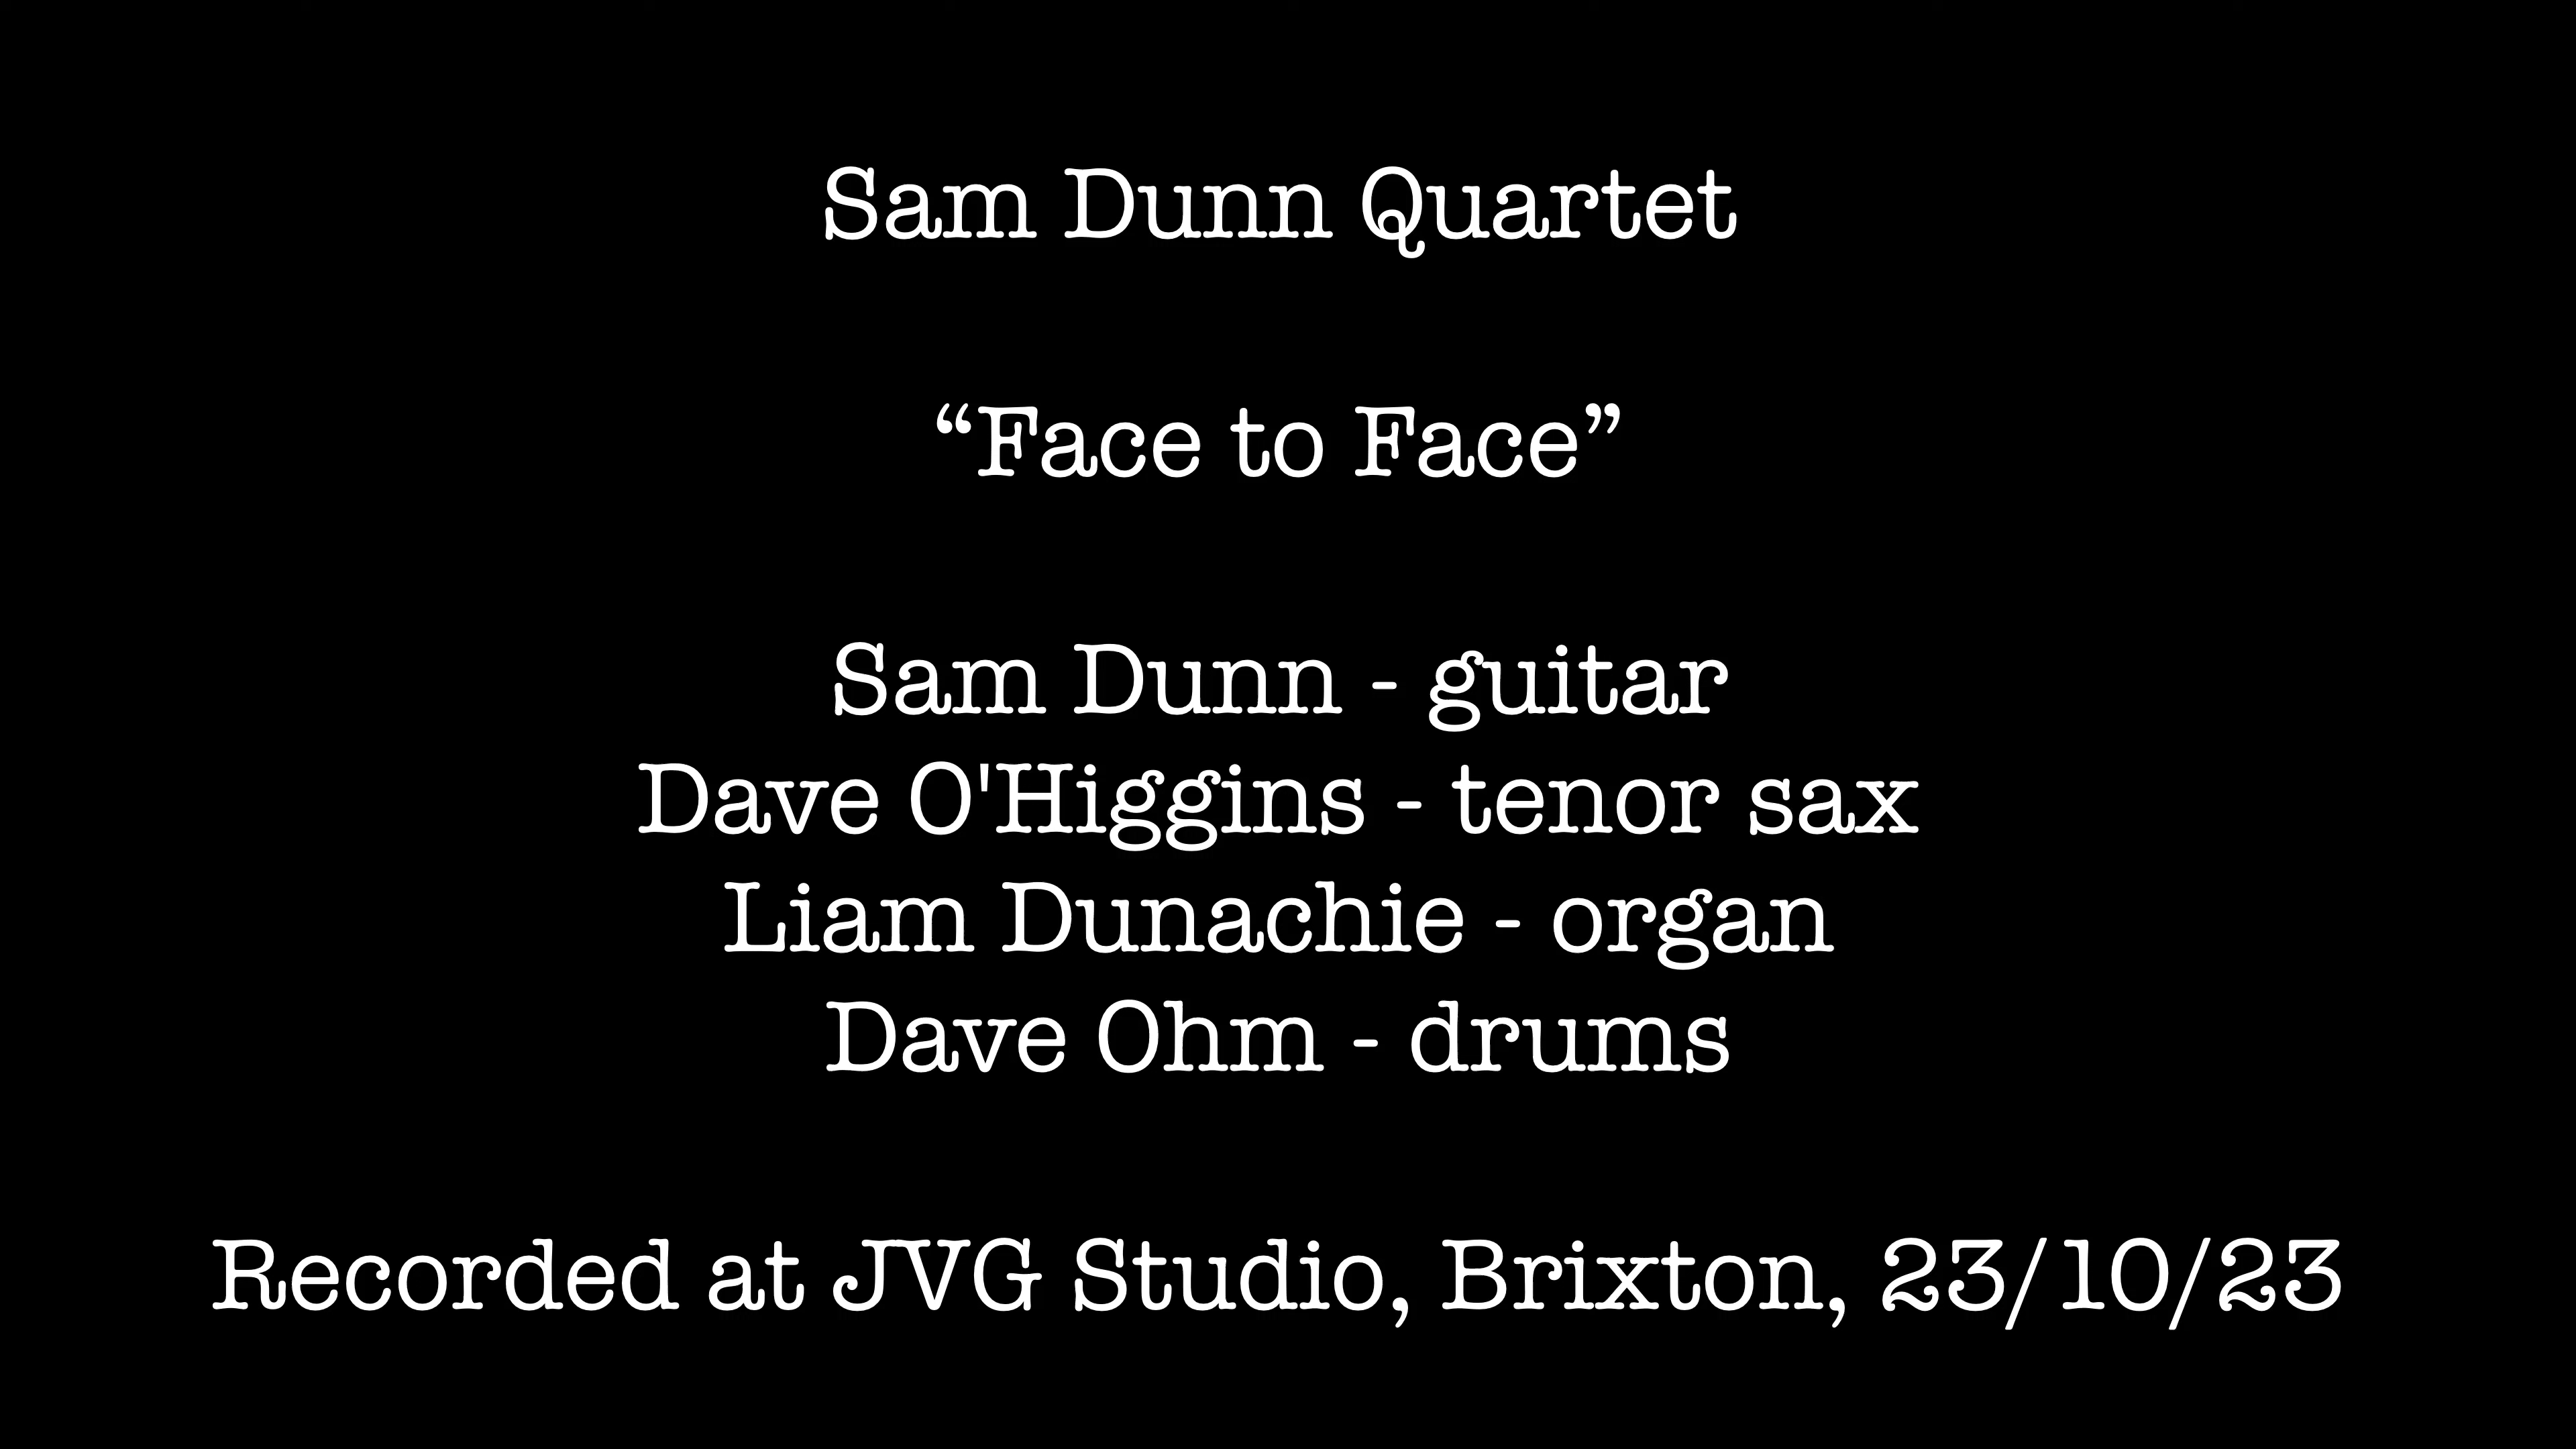 Sam Dunn Quartet
“Face to Face”
Sam Dunn - guitar
Dave O'Higgins - tenor sax
Liam Dunachie - organ
Dave Ohm - drums
Recorded at JVG Studio, Brixton, 23/10/23